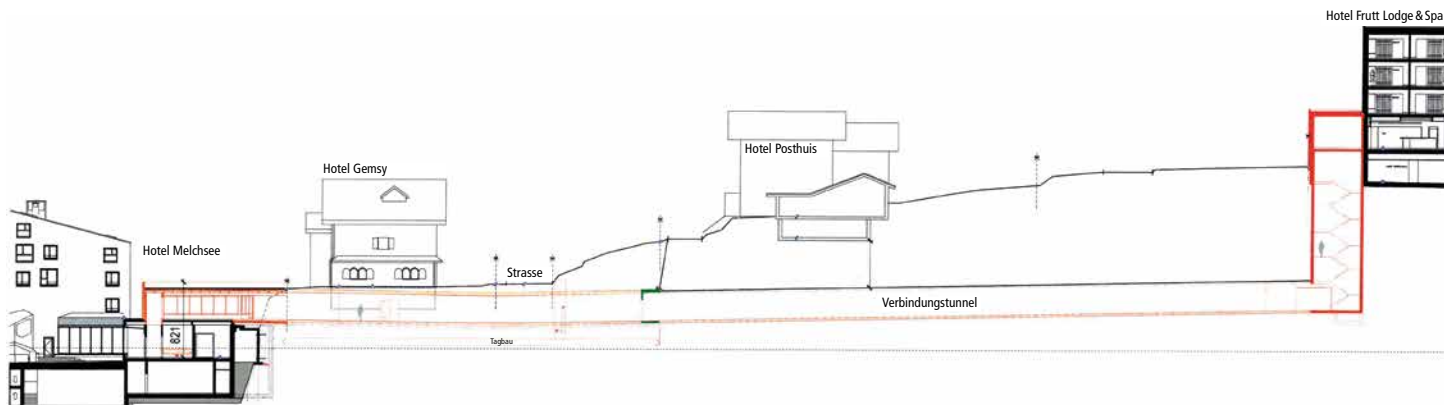 Hotel Frutt Lodge & Spa
Hotel Posthuis
Hotel Gemsy
Hotel Melchsee
Strasse
Verbindungstunnel
821
Tagbau